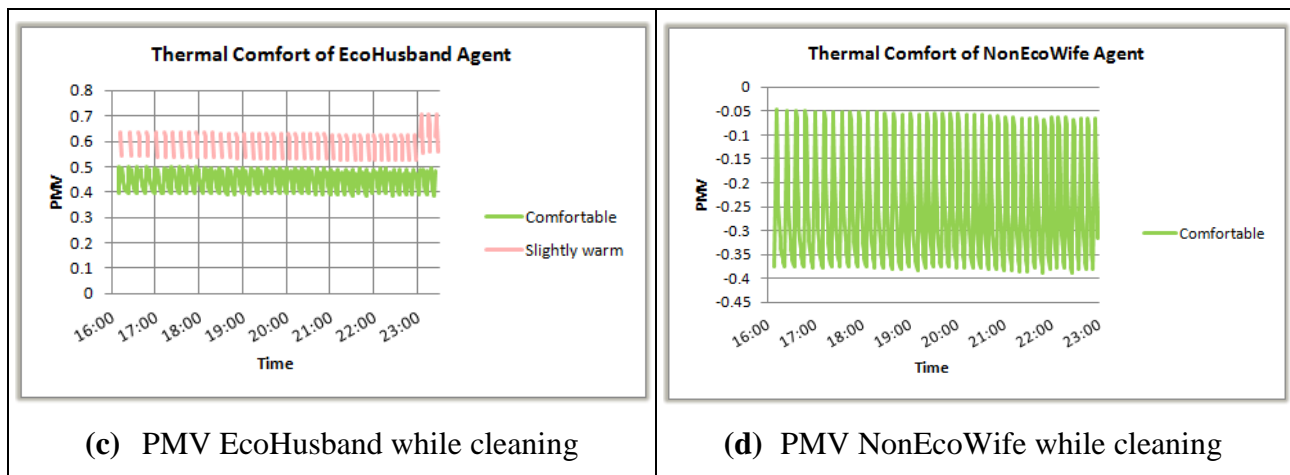 Thermal Comfort of EcoHusband Agent
0.8
0.7
0.6
0.5
0.4
0.3
0.2
0.1
0
PMV
16:00 17:00 18:00 19:00 20:00 21:00 22:00 23:00
Time
Comfortable
Slightly warm
(c) PMV EcoHusband while cleaning
Thermal Comfort of NonEcoWife Agent
0
-0.05
-0.1
-0.15
-0.2
-0.25
-0.3
-0.35
-0.4
-0.45
PMV
16:00 17:00 18:00 19:00 20:00 21:00 22:00 23:00
Time
Comfortable
(d) PMV NonEcoWife while cleaning